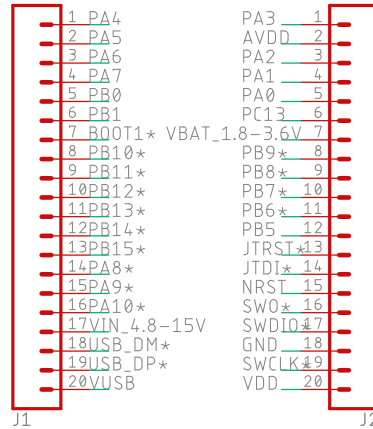 1 PA4 PA3 1
2 PA5 AVDD 2
3 PA6 PA2 3
4 PA7 PA1 4
5 PB0 PA0 5
6 PB1 PC13 6
7 BOOT1* VBAT_1.8-3.6V 7
8 PB10* PB9* 8
9 PB11* PB8* 9
10 PB12* PB7* 10
11 PB13* PB6* 11
12 PB14* PB5 12
13 PB15* JTRST* 13
14 PA8* JTDI* 14
15 PA9* NRST 15
16 PA10* SWO* 16
17 VIN_4.8-15V SWDIO* 17
18 USB_DM* GND 18
19 USB_DP* SWCLK* 19
20 VUSB VDD 20
J1 J2